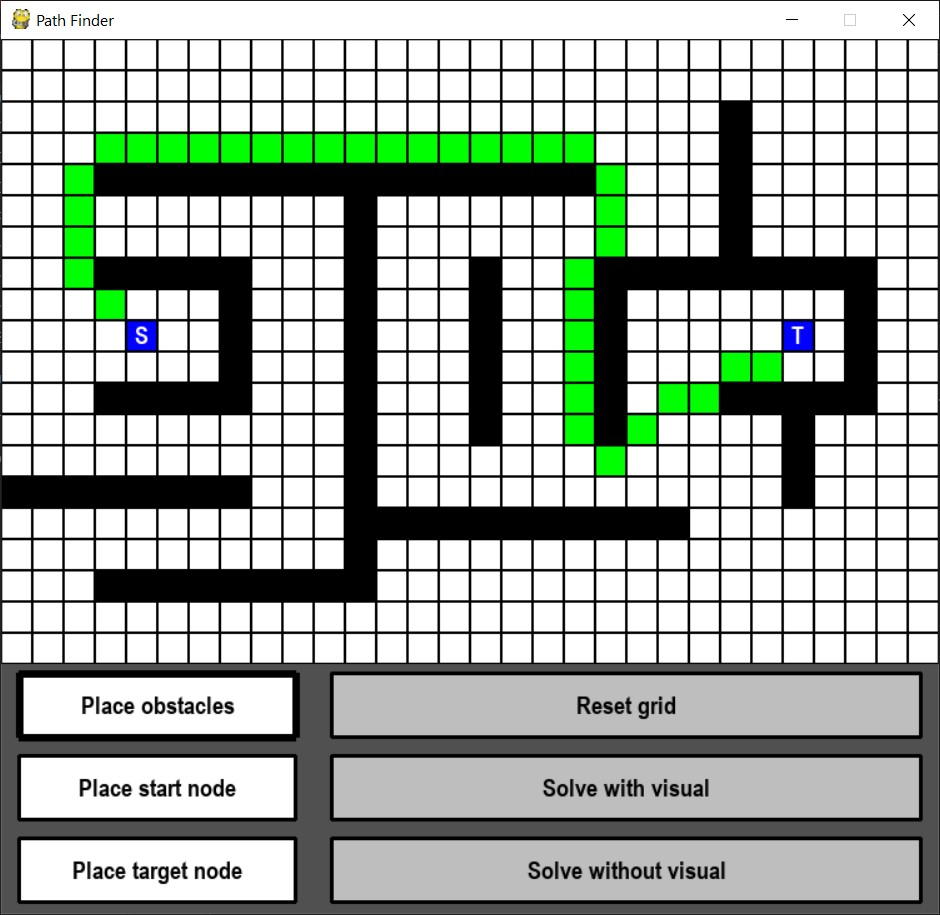 Path Finder
S
T
Place obstacles
Reset grid
Place start node
Solve with visual
Place target node
Solve without visual